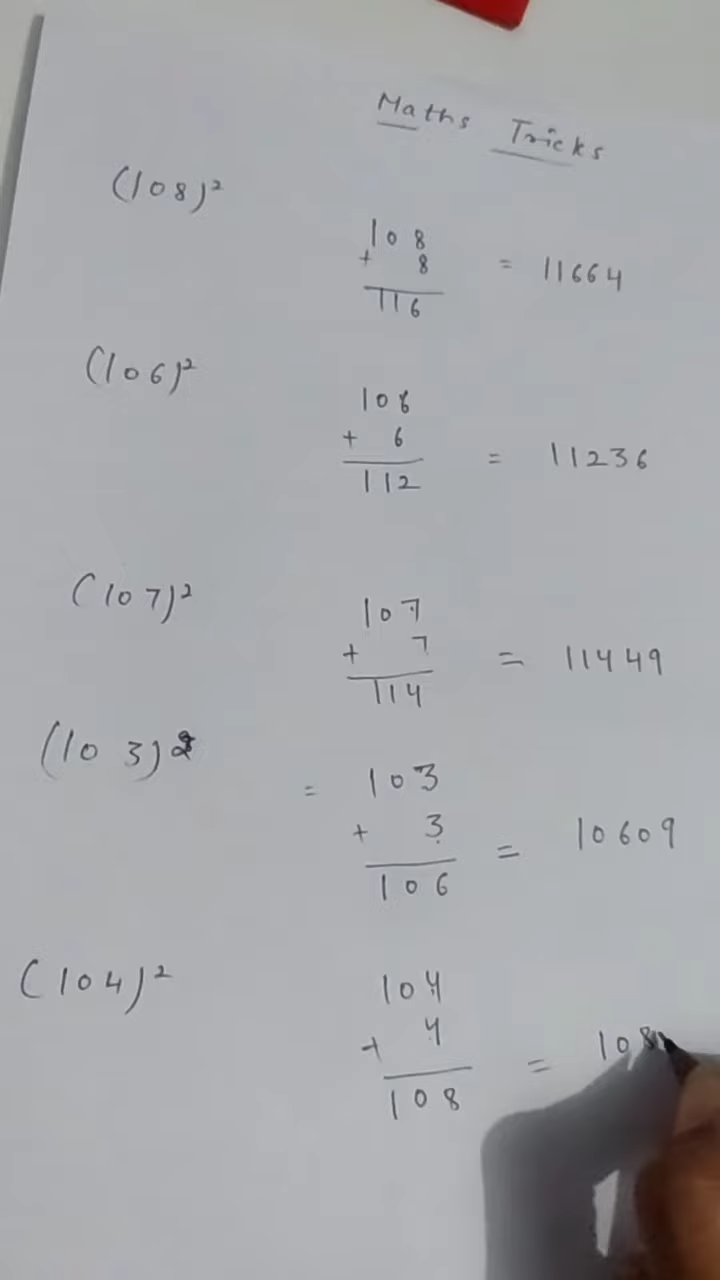 Maths Tricks
(108)²
108
+ 8 = 11664
116
(106)²
106
+ 6 = 11236
112
(107)²
107
+ 7 = 11449
114
(103)²
= 103
+ 3 = 10609
106
(104)²
104
+ 4 = 108
108